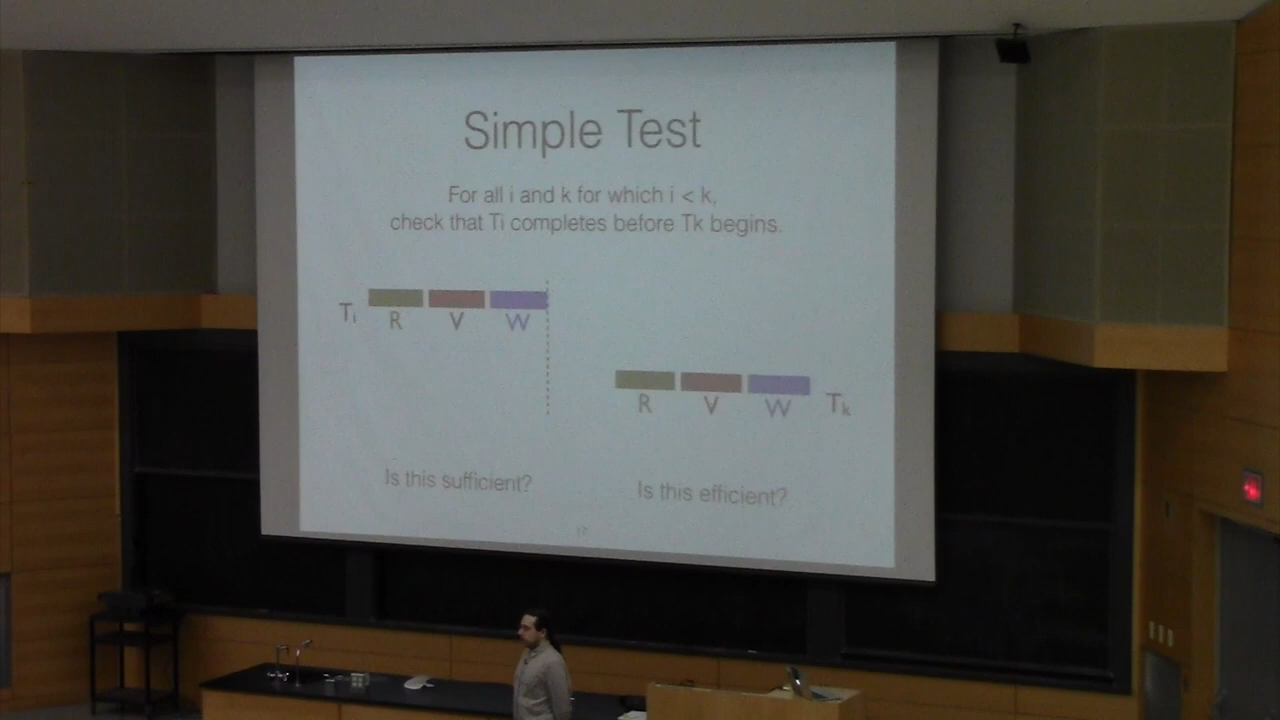 Simple Test
For all i and k for which i < k,
check that Ti completes before Tk begins.
Ti R V W
R V W Tk
Is this sufficient?
Is this efficient?
17